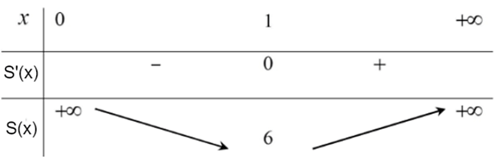 x 0 1 +∞
S'(x) − 0 +
S(x) +∞ 6 +∞